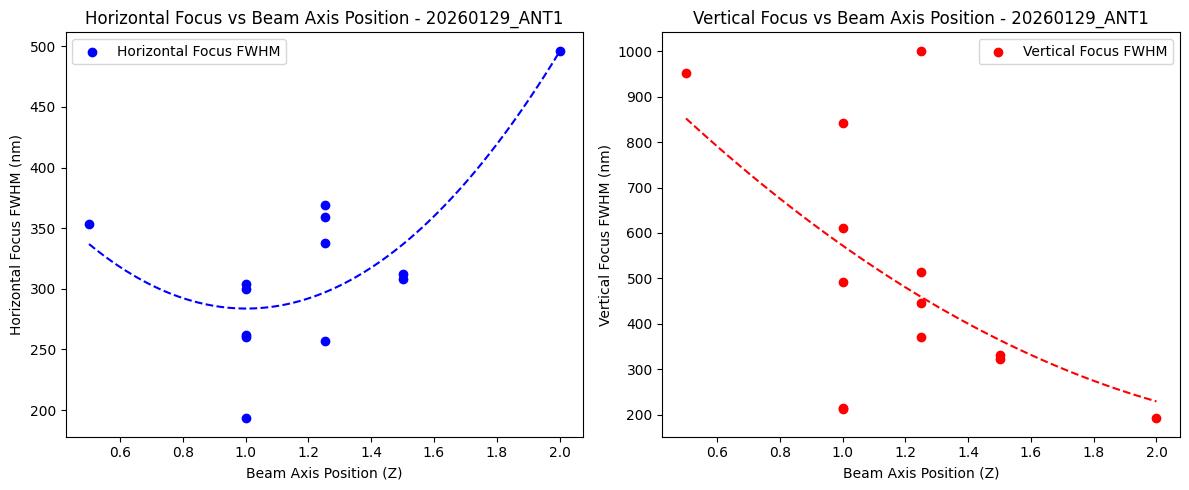 Horizontal Focus vs Beam Axis Position - 20260129_ANT1
Horizontal Focus FWHM
500
450
400
350
300
250
200
Horizontal Focus FWHM (nm)
0.6 0.8 1.0 1.2 1.4 1.6 1.8 2.0
Beam Axis Position (Z)
Vertical Focus vs Beam Axis Position - 20260129_ANT1
Vertical Focus FWHM
1000
900
800
700
600
500
400
300
200
Vertical Focus FWHM (nm)
0.6 0.8 1.0 1.2 1.4 1.6 1.8 2.0
Beam Axis Position (Z)